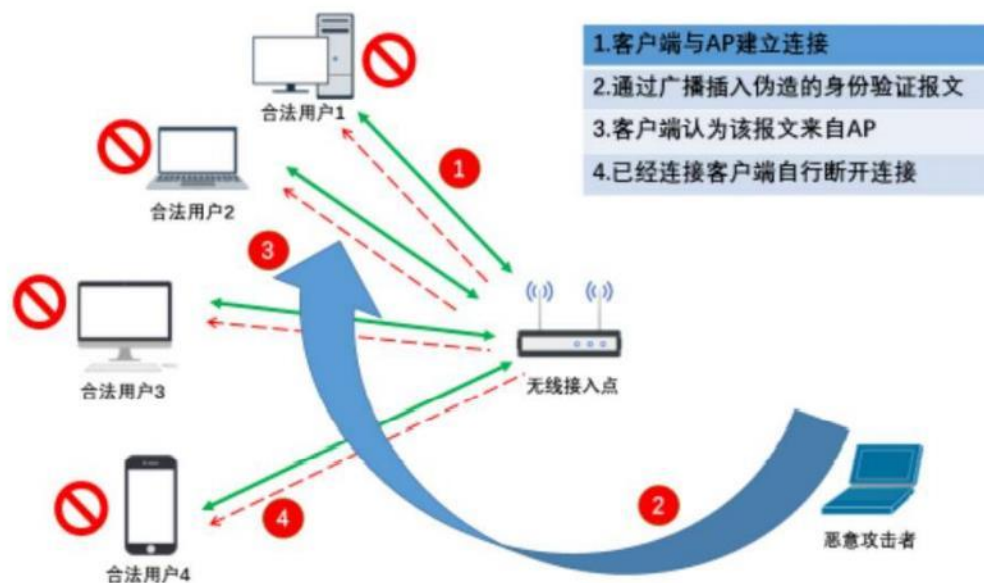 1.客户端与AP建立连接
2.通过广播插入伪造的身份验证报文
3.客户端认为该报文来自AP
4.已经连接客户端自行断开连接
合法用户1
合法用户2
合法用户3
合法用户4
无线接入点
恶意攻击者
1
3
2
4